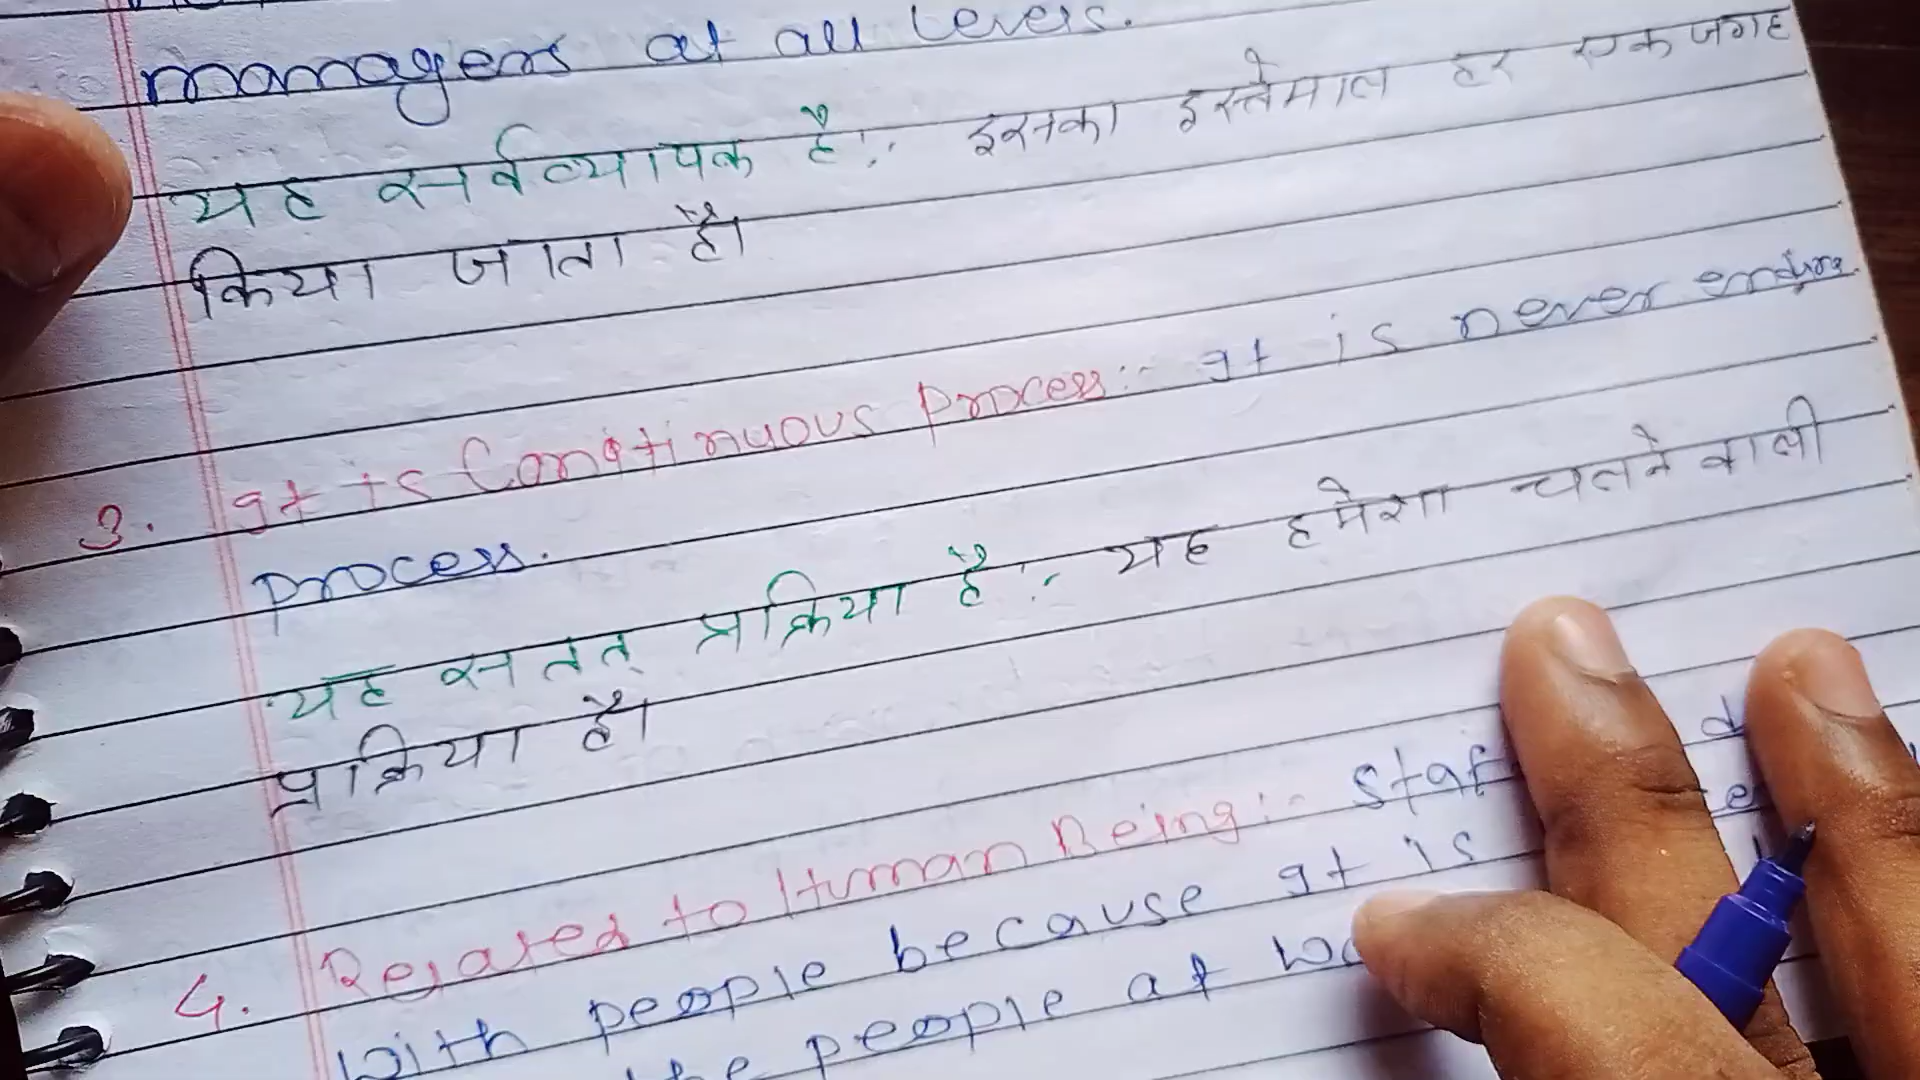 managers at all levels.
यह सर्वव्यापक है:- इसका इस्तेमाल हर एक जगह
किया जाता है।
3. It is Continuous Process:- It is never ending
process.
यह सतत् प्रक्रिया है:- यह हमेशा चलने वाली
प्रक्रिया है।
4. Related to Human Being:-
with people because it is
the people at